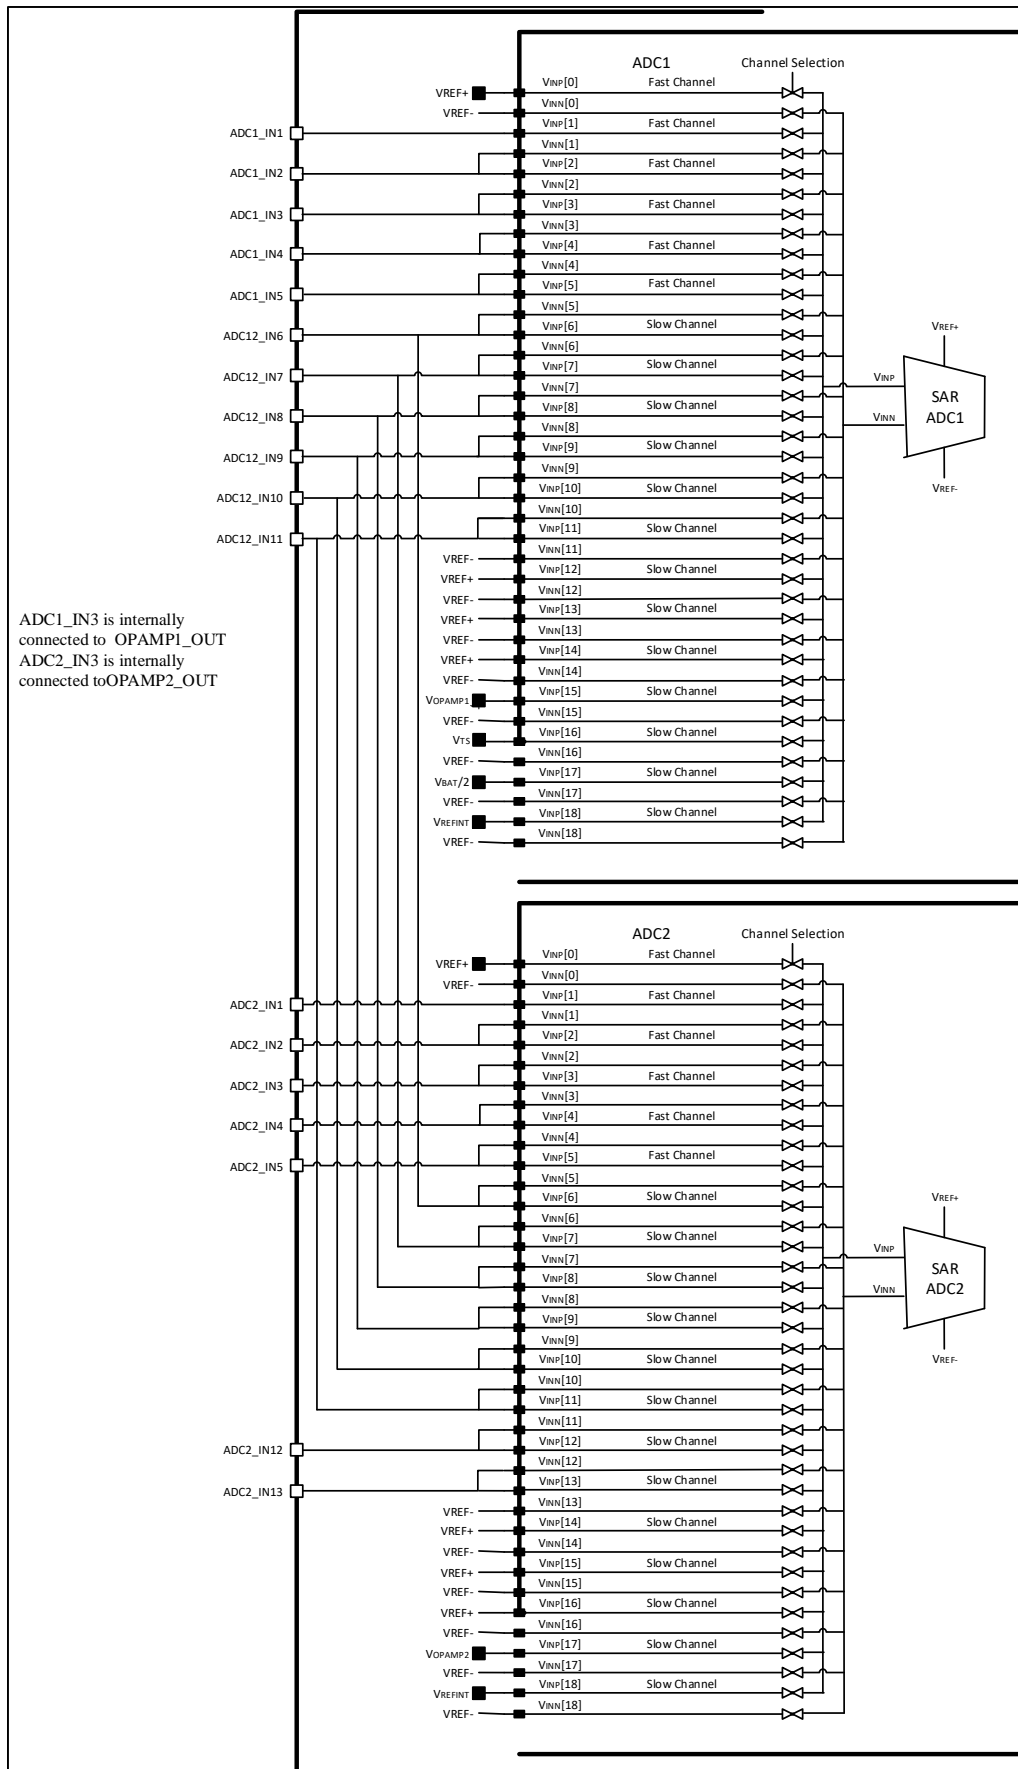 ADC1
Channel Selection
VINP[0] Fast Channel
VREF+
VINN[0]
VREF-
VINP[1] Fast Channel
ADC1_IN1
VINN[1]
VINP[2] Fast Channel
ADC1_IN2
VINN[2]
VINP[3] Fast Channel
ADC1_IN3
VINN[3]
VINP[4] Fast Channel
ADC1_IN4
VINN[4]
VINP[5] Fast Channel
ADC1_IN5
VINN[5]
VINP[6] Slow Channel
ADC12_IN6
VINN[6]
VINP[7] Slow Channel
ADC12_IN7
VINN[7]
VINP[8] Slow Channel
ADC12_IN8
VINN[8]
VINP[9] Slow Channel
ADC12_IN9
VINN[9]
VINP[10] Slow Channel
ADC12_IN10
VINN[10]
VINP[11] Slow Channel
ADC12_IN11
VINN[11]
VREF-
VINP[12] Slow Channel
VREF+
VINN[12]
VREF-
VINP[13] Slow Channel
VREF+
VINN[13]
VREF-
VINP[14] Slow Channel
VREF+
VINN[14]
VREF-
VINP[15] Slow Channel
VOPAMP1
VINN[15]
VREF-
VINP[16] Slow Channel
VTS
VINN[16]
VREF-
VINP[17] Slow Channel
VBAT/2
VINN[17]
VREF-
VINP[18] Slow Channel
VREFINT
VINN[18]
VREF-
VREF+
VINP
SAR
ADC1
VINN
VREF-
ADC1_IN3 is internally
connected to OPAMP1_OUT
ADC2_IN3 is internally
connected toOPAMP2_OUT
ADC2
Channel Selection
VINP[0] Fast Channel
VREF+
VINN[0]
VREF-
VINP[1] Fast Channel
ADC2_IN1
VINN[1]
VINP[2] Fast Channel
ADC2_IN2
VINN[2]
VINP[3] Fast Channel
ADC2_IN3
VINN[3]
VINP[4] Fast Channel
ADC2_IN4
VINN[4]
VINP[5] Fast Channel
ADC2_IN5
VINN[5]
VINP[6] Slow Channel
VINN[6]
VINP[7] Slow Channel
VINN[7]
VINP[8] Slow Channel
VINN[8]
VINP[9] Slow Channel
VINN[9]
VINP[10] Slow Channel
VINN[10]
VINP[11] Slow Channel
VINN[11]
VINP[12] Slow Channel
ADC2_IN12
VINN[12]
VINP[13] Slow Channel
ADC2_IN13
VINN[13]
VREF-
VINP[14] Slow Channel
VREF+
VINN[14]
VREF-
VINP[15] Slow Channel
VREF+
VINN[15]
VREF-
VINP[16] Slow Channel
VREF+
VINN[16]
VREF-
VINP[17] Slow Channel
VOPAMP2
VINN[17]
VREF-
VINP[18] Slow Channel
VREFINT
VINN[18]
VREF-
VREF+
VINP
SAR
ADC2
VINN
VREF-